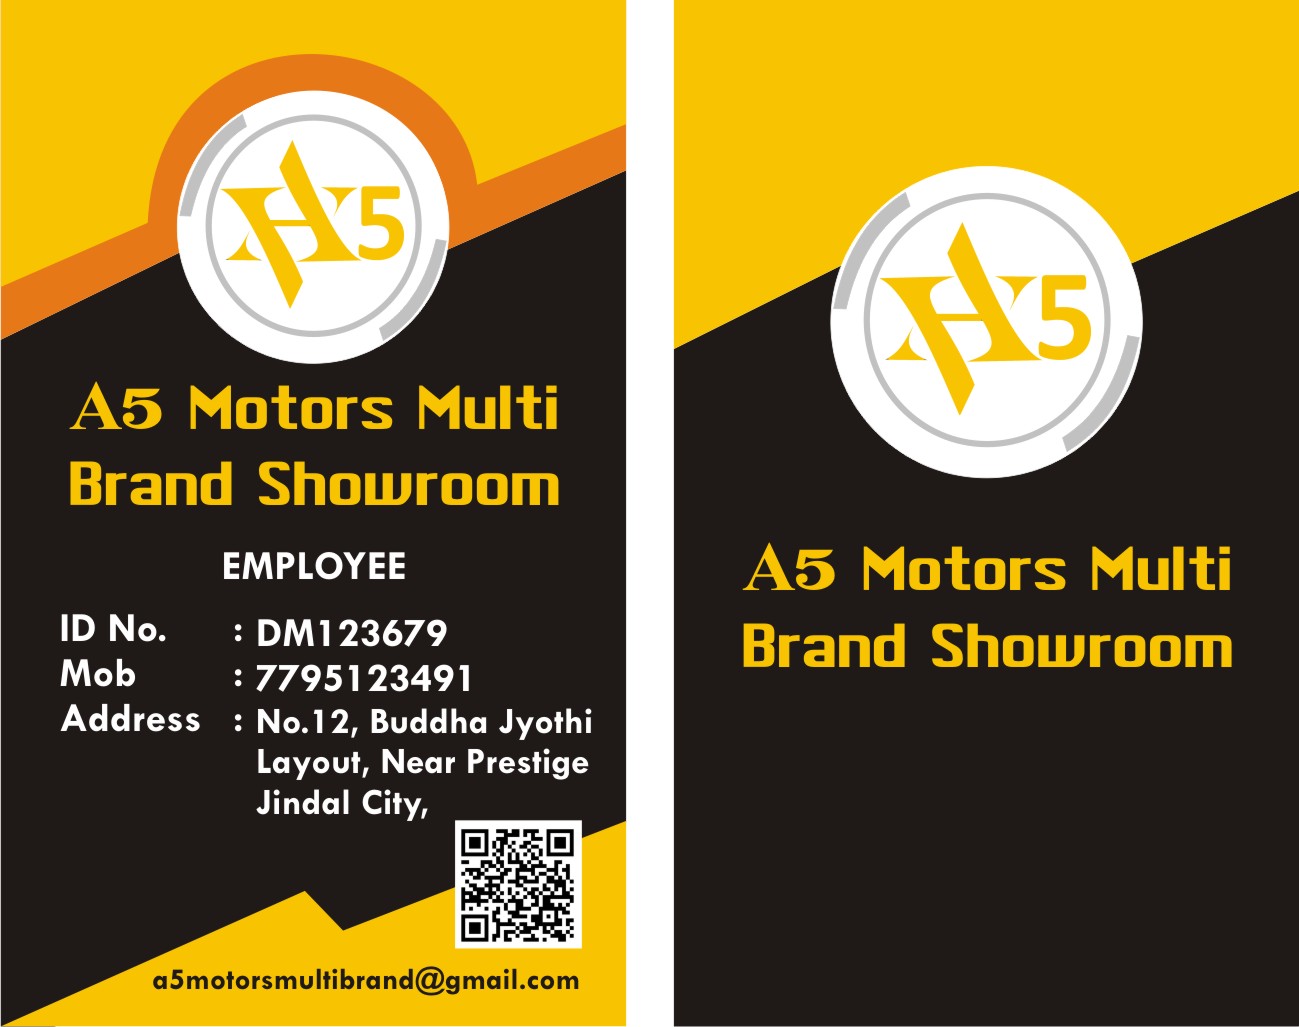 A5
A5 Motors Multi
Brand Showroom
EMPLOYEE
ID No. : DM123679
Mob : 7795123491
Address : No.12, Buddha Jyothi
Layout, Near Prestige
Jindal City,
a5motorsmultibrand@gmail.com
A5
A5 Motors Multi
Brand Showroom